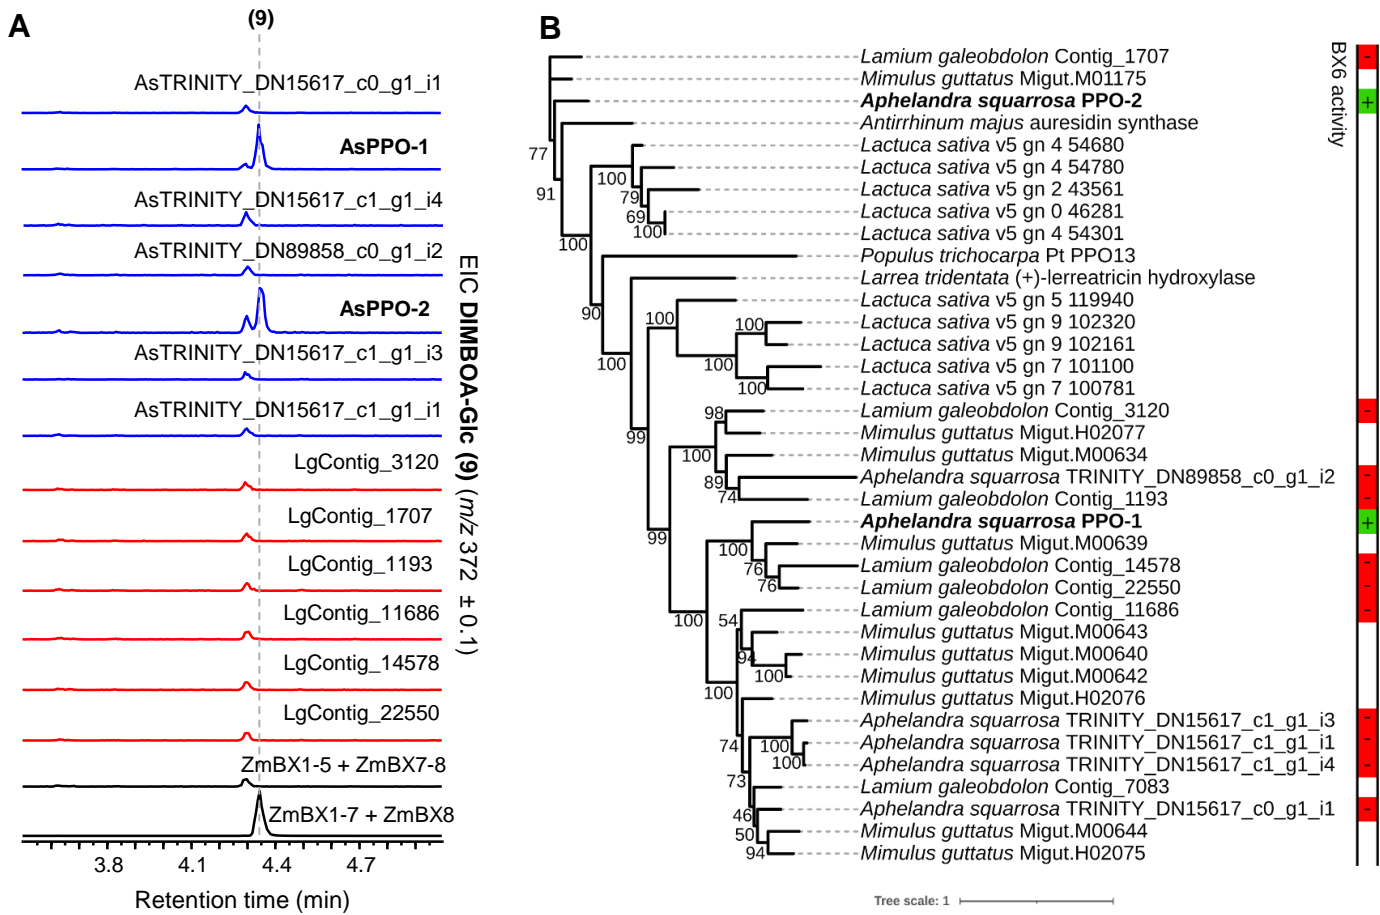 A
(9)
AsTRINITY_DN15617_c0_g1_i1
AsPPO-1
AsTRINITY_DN15617_c1_g1_i4
AsTRINITY_DN89858_c0_g1_i2
AsPPO-2
AsTRINITY_DN15617_c1_g1_i3
AsTRINITY_DN15617_c1_g1_i1
LgContig_3120
LgContig_1707
LgContig_1193
LgContig_11686
LgContig_14578
LgContig_22550
ZmBX1-5 + ZmBX7-8
ZmBX1-7 + ZmBX8
3.8 4.1 4.4 4.7
Retention time (min)
EIC DIMBOA-Glc (9) (m/z 372 ± 0.1)
B
BX6 activity
Lamium galeobdolon Contig_1707 -
Mimulus guttatus Migut.M01175
Aphelandra squarrosa PPO-2 +
Antirrhinum majus auresidin synthase
77
Lactuca sativa v5 gn 4 54680
Lactuca sativa v5 gn 4 54780
100
91
79
Lactuca sativa v5 gn 2 43561
69
Lactuca sativa v5 gn 0 46281
100
Lactuca sativa v5 gn 4 54301
100
Populus trichocarpa Pt PPO13
Larrea tridentata (+)-lerreatricin hydroxylase
90
Lactuca sativa v5 gn 5 119940
100
100
Lactuca sativa v5 gn 9 102320
Lactuca sativa v5 gn 9 102161
100
100
Lactuca sativa v5 gn 7 101100
100
Lactuca sativa v5 gn 7 100781
98
Lamium galeobdolon Contig_3120 -
99
Mimulus guttatus Migut.H02077
100
Mimulus guttatus Migut.M00634
89
Aphelandra squarrosa TRINITY_DN89858_c0_g1_i2 -
74
Lamium galeobdolon Contig_1193 -
Aphelandra squarrosa PPO-1 +
99
100
Mimulus guttatus Migut.M00639
76
Lamium galeobdolon Contig_14578 -
76
Lamium galeobdolon Contig_22550 -
Lamium galeobdolon Contig_11686 -
100
54
Mimulus guttatus Migut.M00643
94
Mimulus guttatus Migut.M00640
100
Mimulus guttatus Migut.M00642
100
Mimulus guttatus Migut.H02076
Aphelandra squarrosa TRINITY_DN15617_c1_g1_i3 -
74
100
Aphelandra squarrosa TRINITY_DN15617_c1_g1_i1 -
100
Aphelandra squarrosa TRINITY_DN15617_c1_g1_i4 -
73
Lamium galeobdolon Contig_7083
46
Aphelandra squarrosa TRINITY_DN15617_c0_g1_i1 -
50
Mimulus guttatus Migut.M00644
94
Mimulus guttatus Migut.H02075
Tree scale: 1